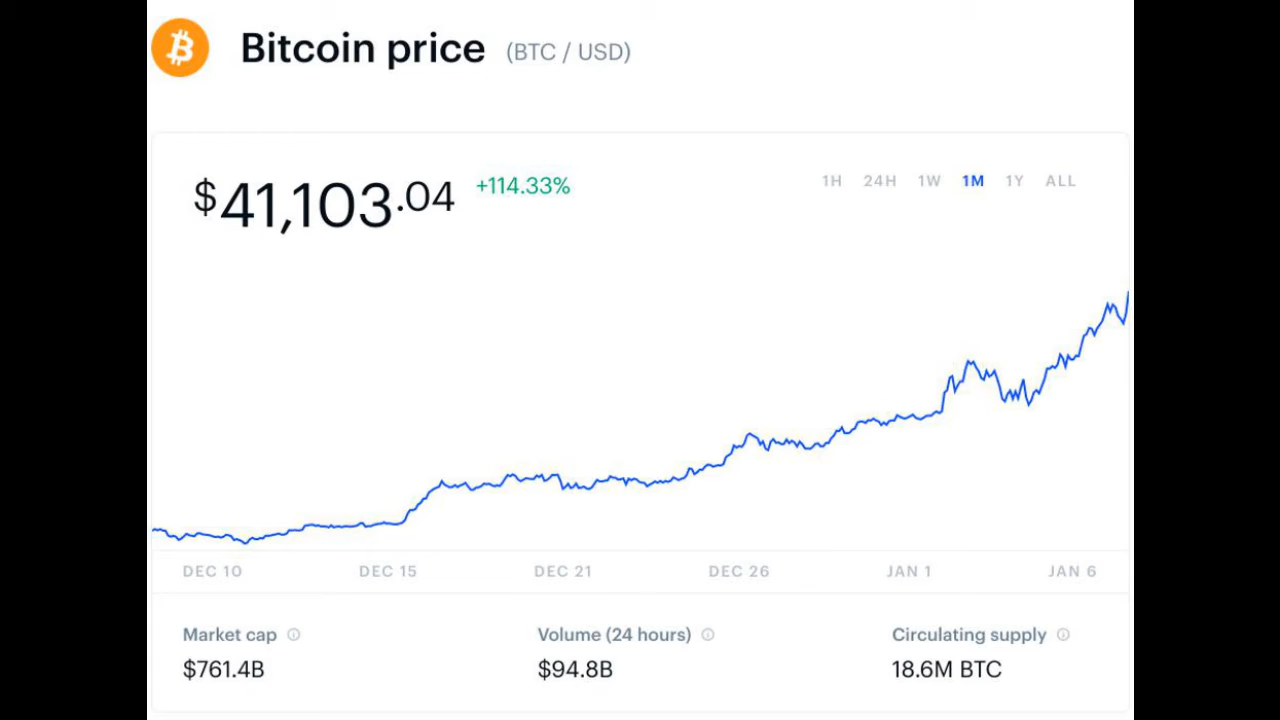 Bitcoin price (BTC / USD)
$41,103.04 +114.33%
1H 24H 1W 1M 1Y ALL
DEC 10 DEC 15 DEC 21 DEC 26 JAN 1 JAN 6
Market cap Volume (24 hours) Circulating supply
$761.4B $94.8B 18.6M BTC